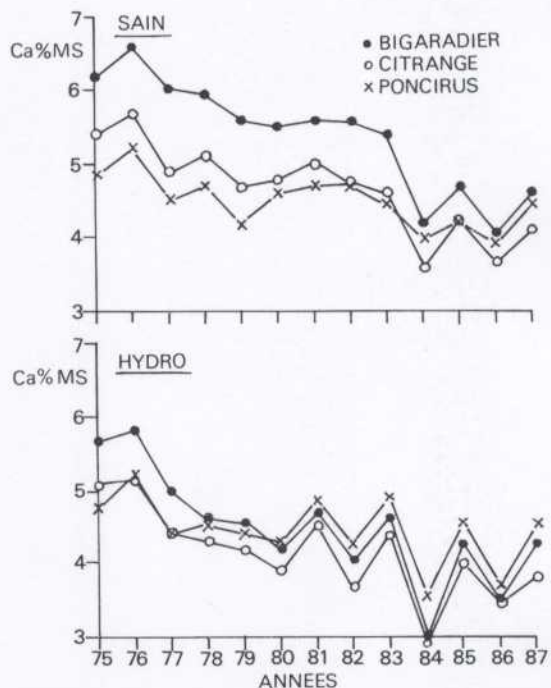 7
SAIN
Ca%MS
● BIGARADIER
○ CITRANGE
× PONCIRUS
6
5
4
3
7
HYDRO
Ca%MS
6
5
4
3
75 76 77 78 79 80 81 82 83 84 85 86 87
ANNEES